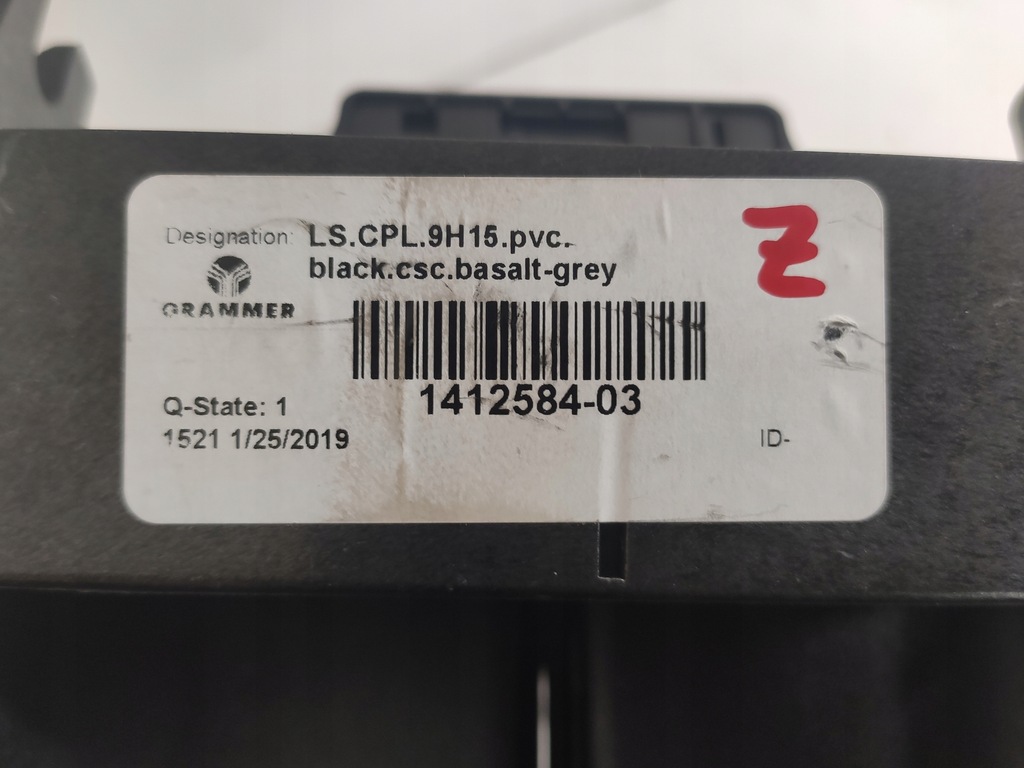 Designation: LS.CPL.9H15.pvc.
black.csc.basalt-grey
Z
GRAMMER
1412584-03
Q-State: 1
1521 1/25/2019
ID-